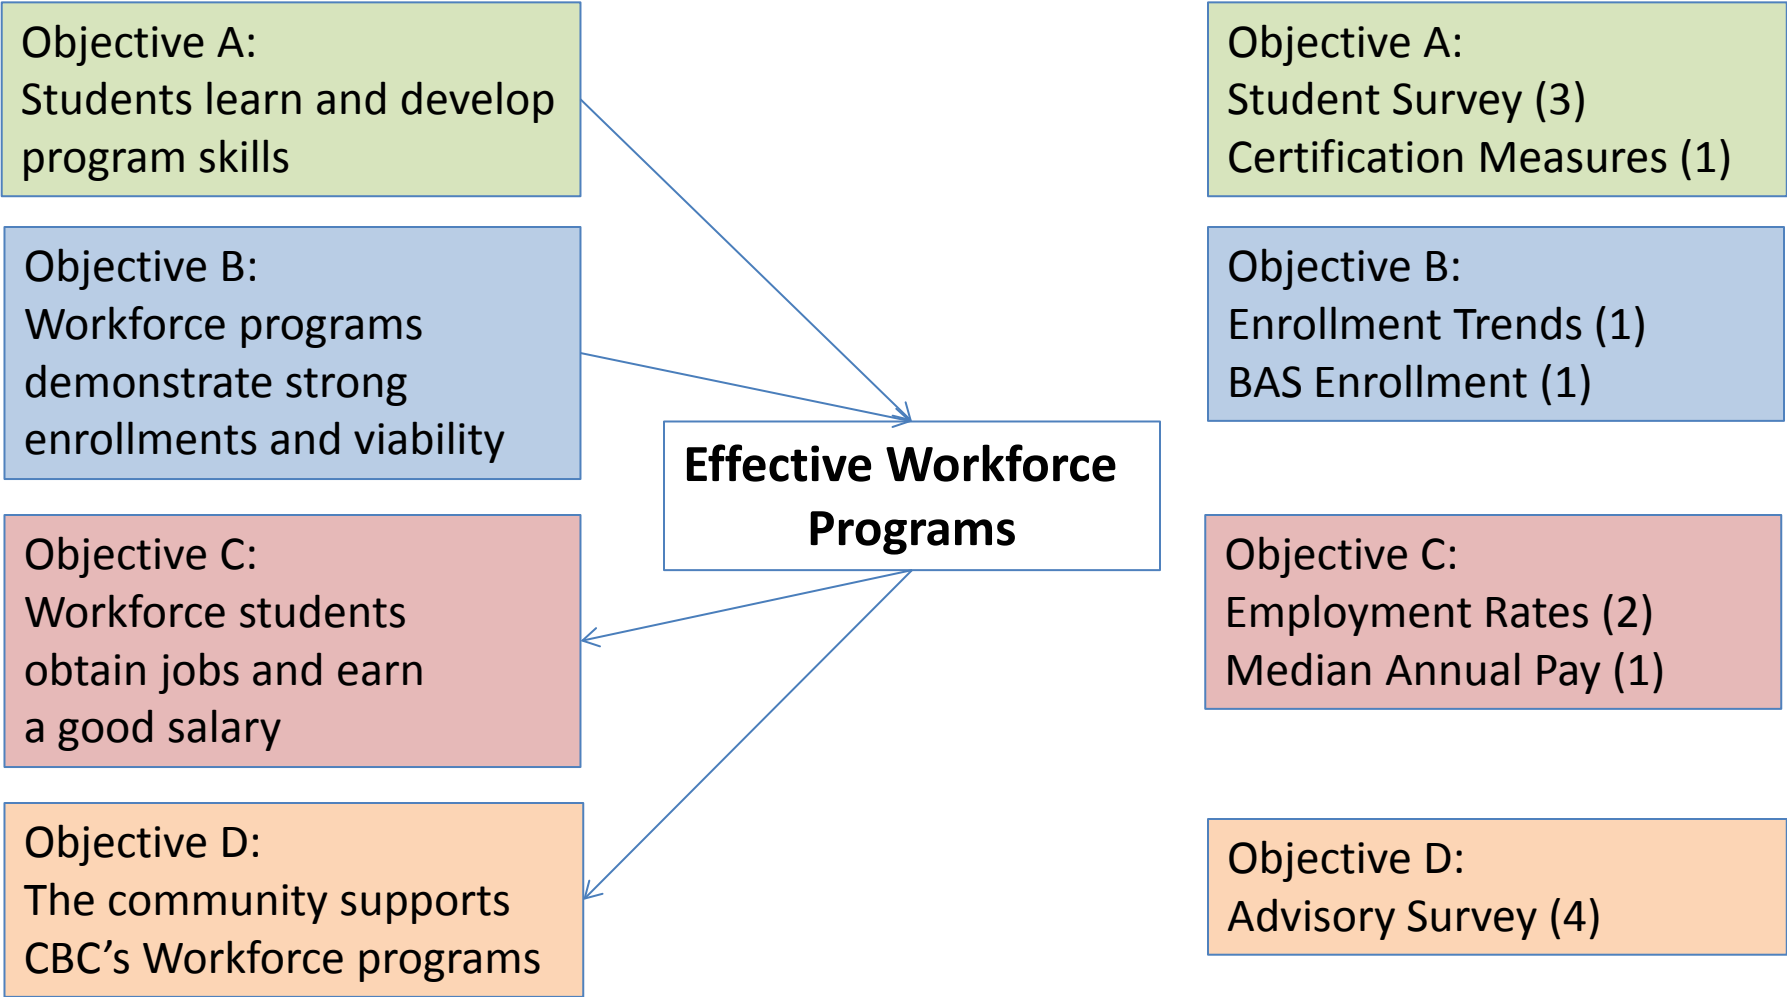 Objective A:
Students learn and develop
program skills
Objective B:
Workforce programs
demonstrate strong
enrollments and viability
Objective C:
Workforce students
obtain jobs and earn
a good salary
Objective D:
The community supports
CBC’s Workforce programs
Effective Workforce
Programs
Objective A:
Student Survey (3)
Certification Measures (1)
Objective B:
Enrollment Trends (1)
BAS Enrollment (1)
Objective C:
Employment Rates (2)
Median Annual Pay (1)
Objective D:
Advisory Survey (4)